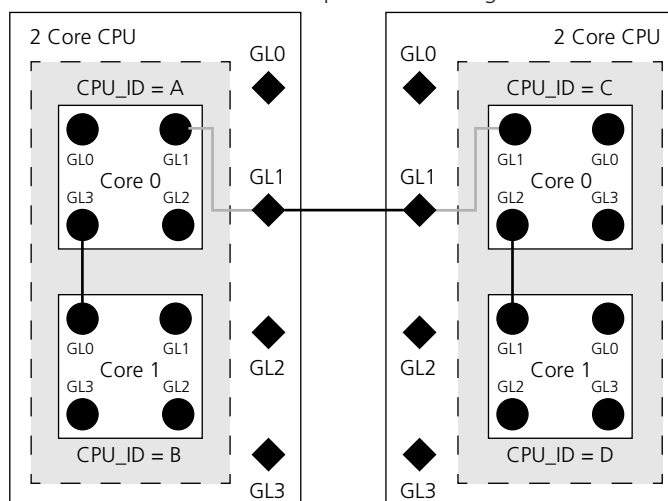 2 Core CPU
CPU_ID = A
GL0
GL1
Core 0
GL3
GL2
GL0
GL1
Core 1
GL3
GL2
CPU_ID = B
GL0
GL1
GL2
GL3
2 Core CPU
GL0
GL1
GL2
GL3
CPU_ID = C
GL1
GL0
Core 0
GL2
GL3
GL1
GL0
Core 1
GL2
GL3
CPU_ID = D